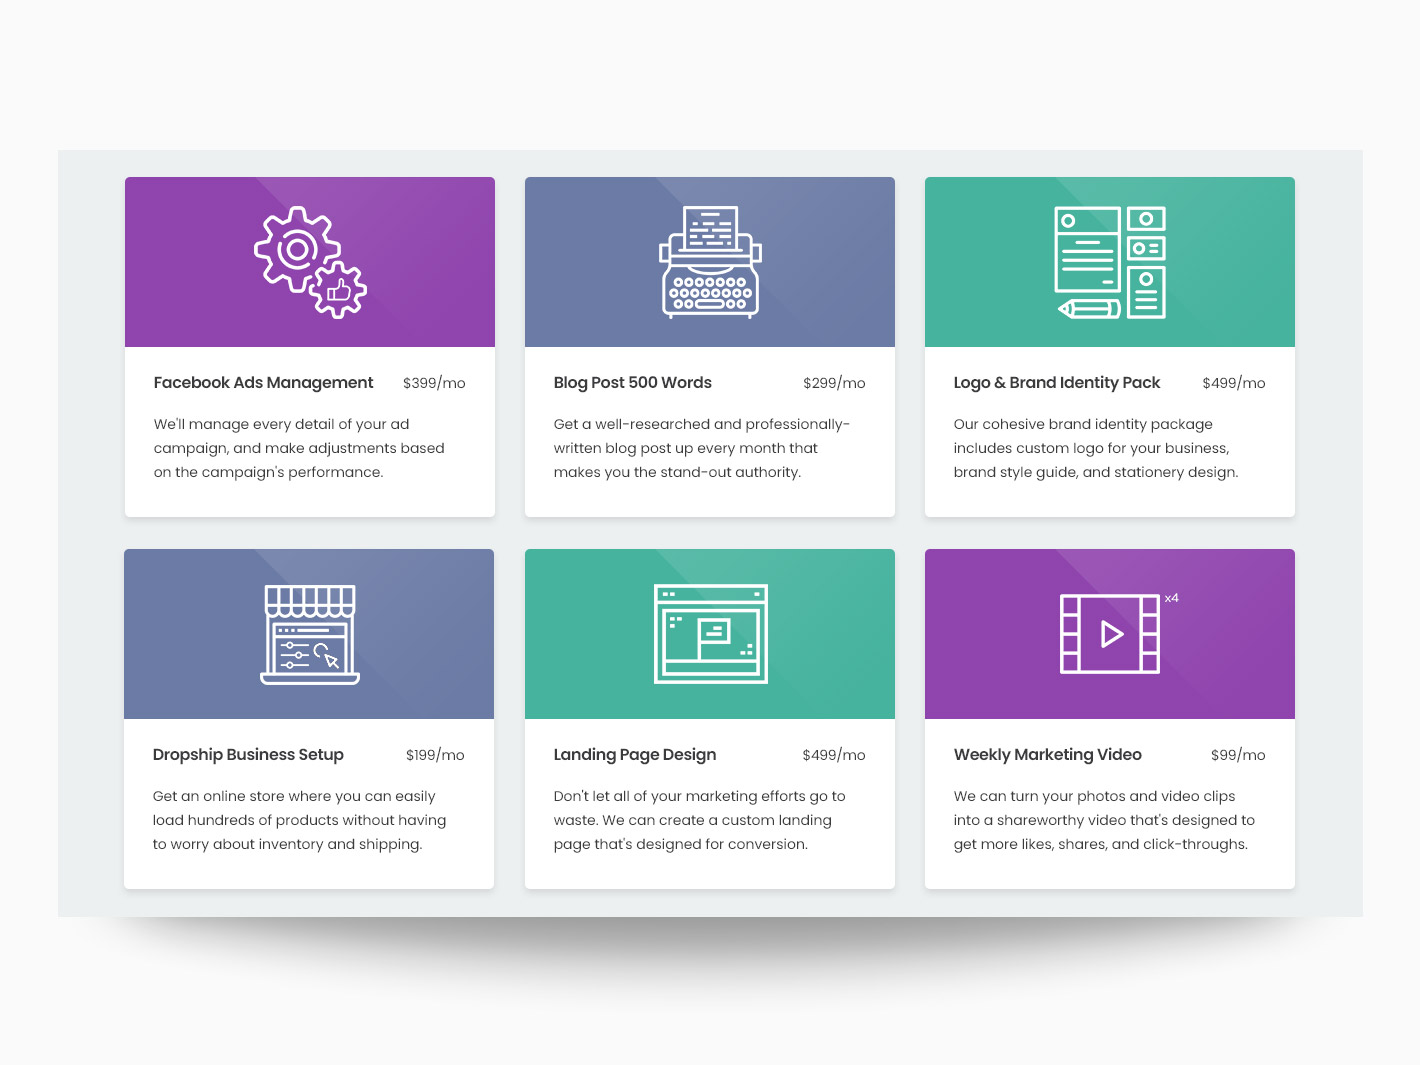 Facebook Ads Management $399/mo
We'll manage every detail of your ad
campaign, and make adjustments based
on the campaign's performance.
Blog Post 500 Words $299/mo
Get a well-researched and professionally-
written blog post up every month that
makes you the stand-out authority.
Logo & Brand Identity Pack $499/mo
Our cohesive brand identity package
includes custom logo for your business,
brand style guide, and stationery design.
Dropship Business Setup $199/mo
Get an online store where you can easily
load hundreds of products without having
to worry about inventory and shipping.
Landing Page Design $499/mo
Don't let all of your marketing efforts go to
waste. We can create a custom landing
page that's designed for conversion.
x4
Weekly Marketing Video $99/mo
We can turn your photos and video clips
into a shareworthy video that's designed to
get more likes, shares, and click-throughs.